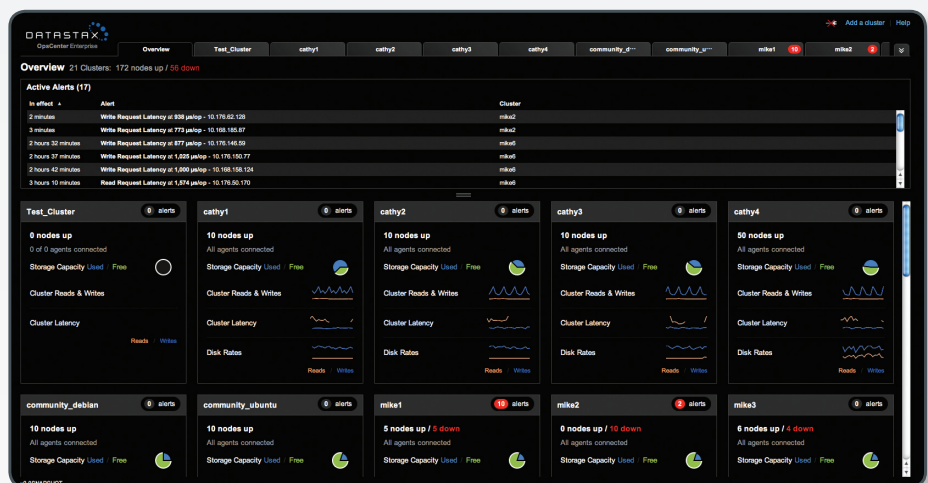 Add a cluster | Help
DATASTAX
OpsCenter Enterprise
Overview Test_Cluster cathy1 cathy2 cathy3 cathy4 community_d··· community_u··· mike1 10 mike2 2
Overview 21 Clusters: 172 nodes up / 56 down
Active Alerts (17)
In effect Alert Cluster
2 minutes Write Request Latency at 938 µs/op - 10.176.62.128 mike2
3 minutes Write Request Latency at 773 µs/op - 10.168.185.87 mike2
2 hours 32 minutes Write Request Latency at 877 µs/op - 10.176.146.59 mike6
2 hours 37 minutes Write Request Latency at 1,025 µs/op - 10.176.150.77 mike6
2 hours 42 minutes Write Request Latency at 1,000 µs/op - 10.168.158.124 mike6
3 hours 10 minutes Read Request Latency at 1,574 µs/op - 10.176.50.170 mike6
Test_Cluster 0 alerts
0 nodes up
0 of 0 agents connected
Storage Capacity Used / Free
Cluster Reads & Writes
Cluster Latency
Reads | Writes
cathy1 0 alerts
10 nodes up
All agents connected
Storage Capacity Used / Free
Cluster Reads & Writes
Cluster Latency
Disk Rates
Reads | Writes
cathy2 0 alerts
10 nodes up
All agents connected
Storage Capacity Used / Free
Cluster Reads & Writes
Cluster Latency
Disk Rates
Reads | Writes
cathy3 0 alerts
10 nodes up
All agents connected
Storage Capacity Used / Free
Cluster Reads & Writes
Cluster Latency
Disk Rates
Reads | Writes
cathy4 0 alerts
50 nodes up
All agents connected
Storage Capacity Used / Free
Cluster Reads & Writes
Cluster Latency
Disk Rates
Reads | Writes
community_debian 0 alerts
10 nodes up
All agents connected
Storage Capacity Used / Free
community_ubuntu 0 alerts
10 nodes up
All agents connected
Storage Capacity Used / Free
mike1 10 alerts
5 nodes up / 5 down
All agents connected
Storage Capacity Used / Free
mike2 2 alerts
0 nodes up / 10 down
All agents connected
Storage Capacity Used / Free
mike3 0 alerts
6 nodes up / 4 down
All agents connected
Storage Capacity Used / Free